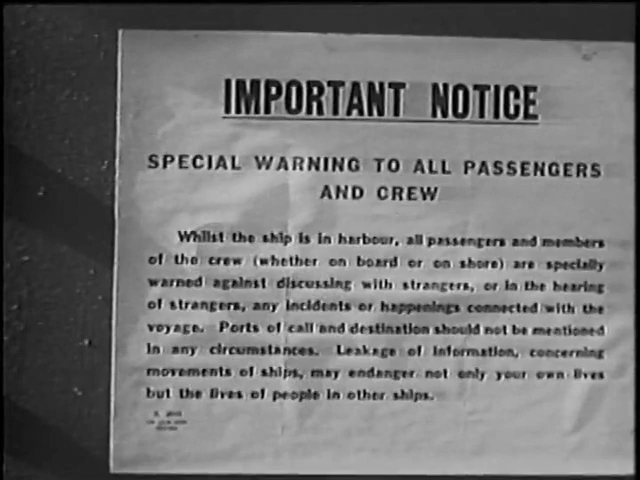 IMPORTANT NOTICE
SPECIAL WARNING TO ALL PASSENGERS
AND CREW
Whilst the ship is in harbour, all passengers and members
of the crew (whether on board or on shore) are specially
warned against discussing with strangers, or in the hearing
of strangers, any incidents or happenings connected with the
voyage. Ports of call and destination should not be mentioned
in any circumstances. Leakage of information, concerning
movements of ships, may endanger not only your own lives
but the lives of people in other ships.